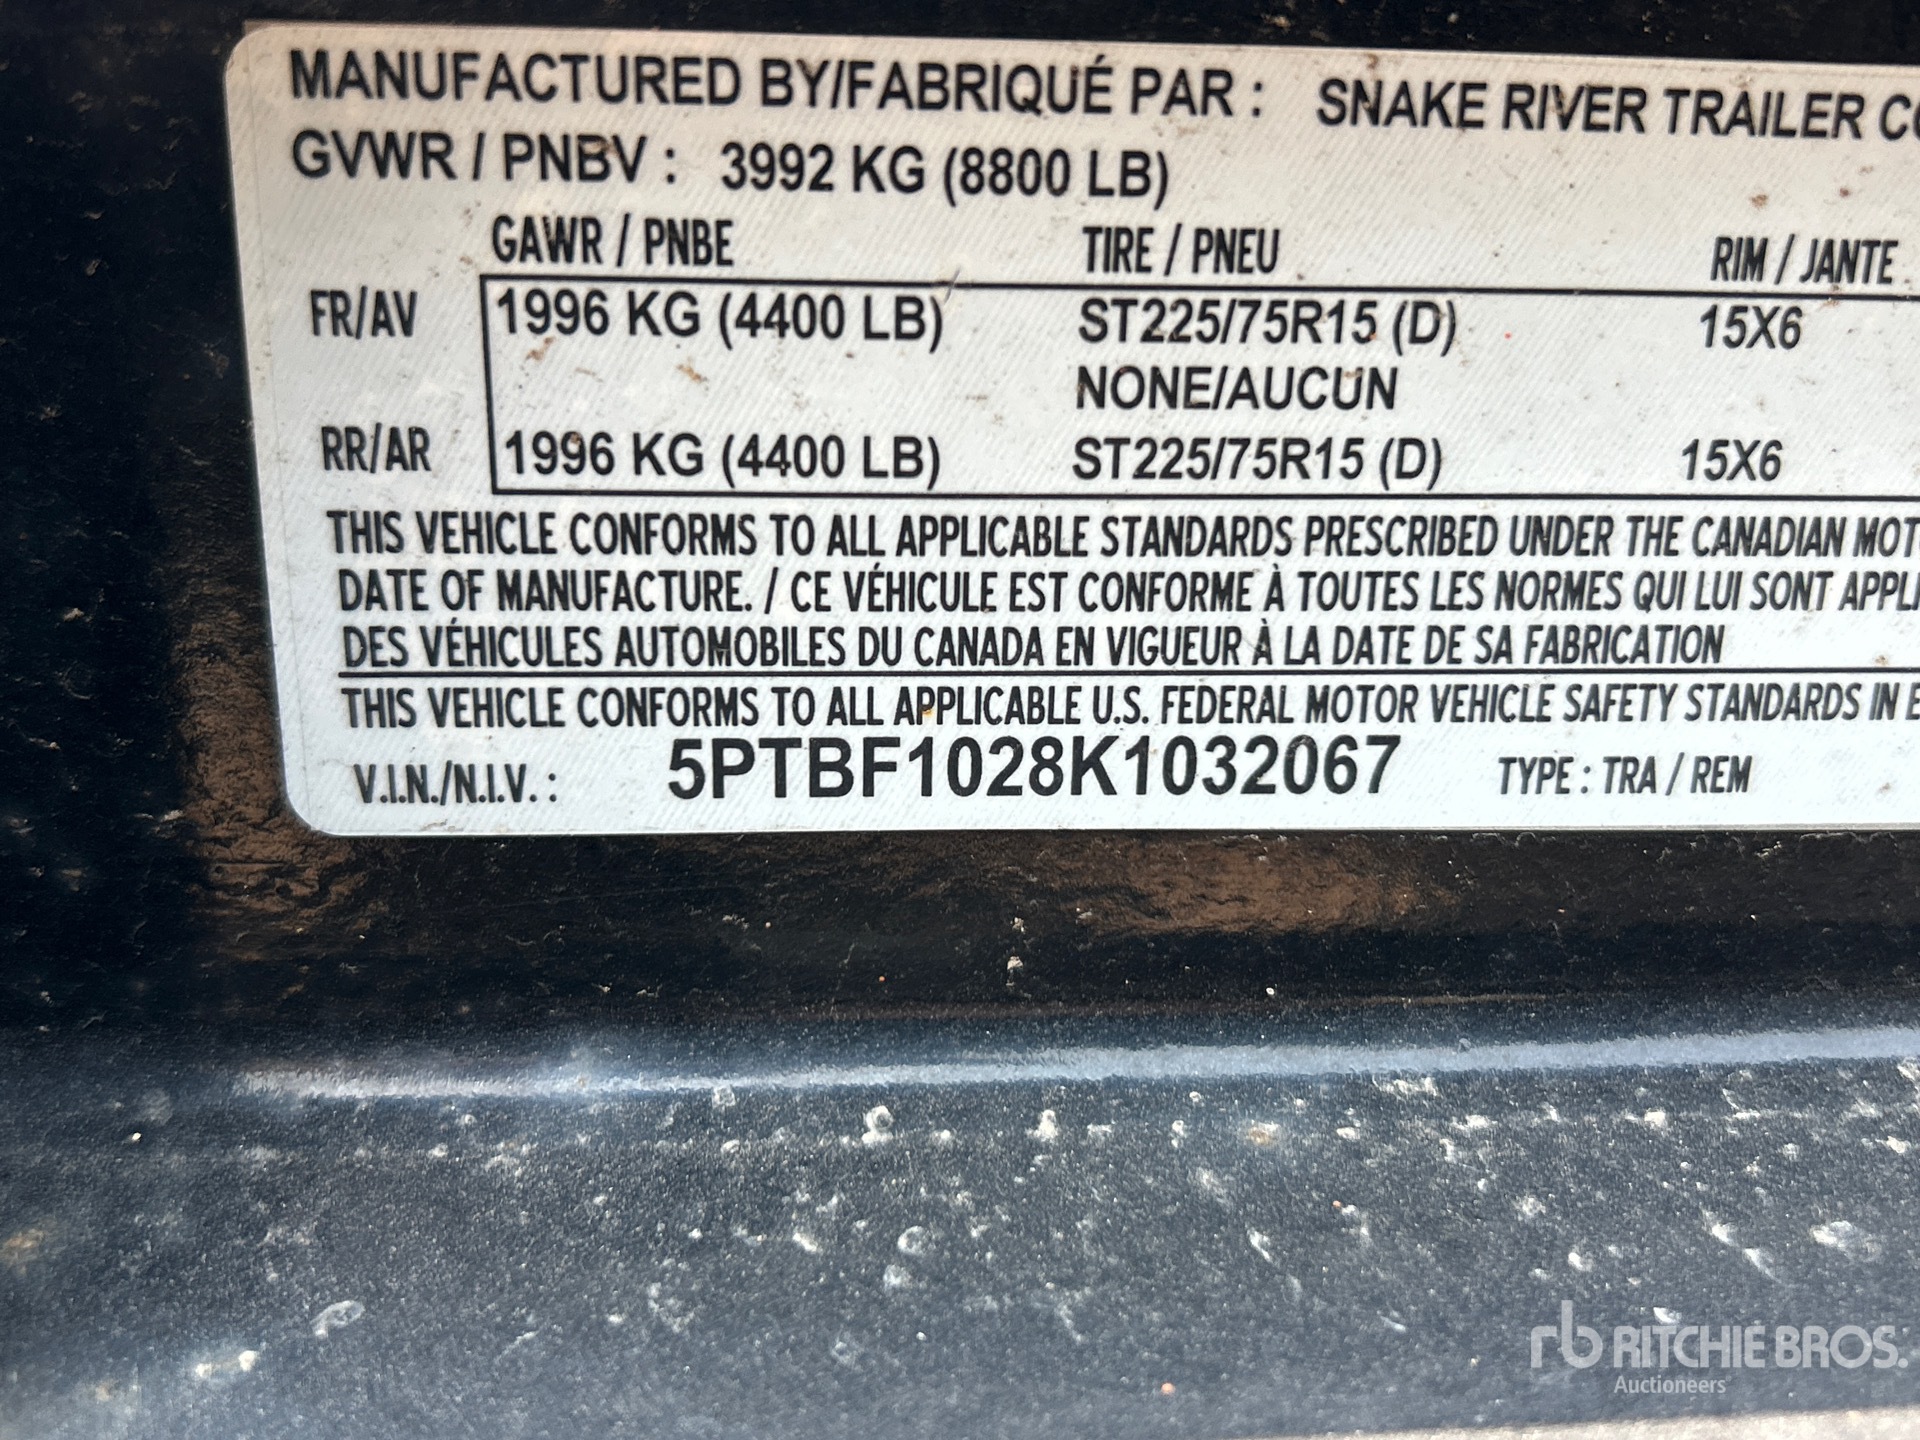 MANUFACTURED BY/FABRIQUÉ PAR : SNAKE RIVER TRAILER
GVWR / PNBV : 3992 KG (8800 LB)
GAWR / PNBE TIRE / PNEU RIM / JANTE
FR/AV 1996 KG (4400 LB) ST225/75R15 (D) 15X6
NONE/AUCUN
RR/AR 1996 KG (4400 LB) ST225/75R15 (D) 15X6
THIS VEHICLE CONFORMS TO ALL APPLICABLE STANDARDS PRESCRIBED UNDER THE CANADIAN
DATE OF MANUFACTURE. / CE VÉHICULE EST CONFORME À TOUTES LES NORMES QUI LUI SONT
DES VÉHICULES AUTOMOBILES DU CANADA EN VIGUEUR À LA DATE DE SA FABRICATION
THIS VEHICLE CONFORMS TO ALL APPLICABLE U.S. FEDERAL MOTOR VEHICLE SAFETY STANDARDS IN
V.I.N./N.I.V. : 5PTBF1028K1032067 TYPE : TRA / REM
rb RITCHIE BROS.
Auctioneers